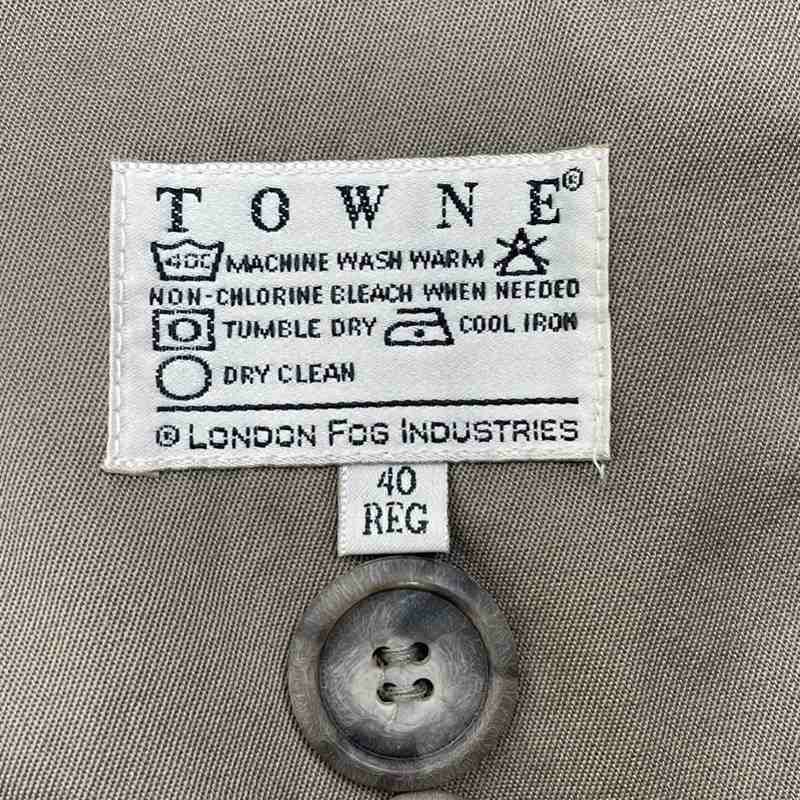 TOWNE®
40C MACHINE WASH WARM
NON-CHLORINE BLEACH WHEN NEEDED
TUMBLE DRY COOL IRON
DRY CLEAN
© LONDON FOG INDUSTRIES
40
REG